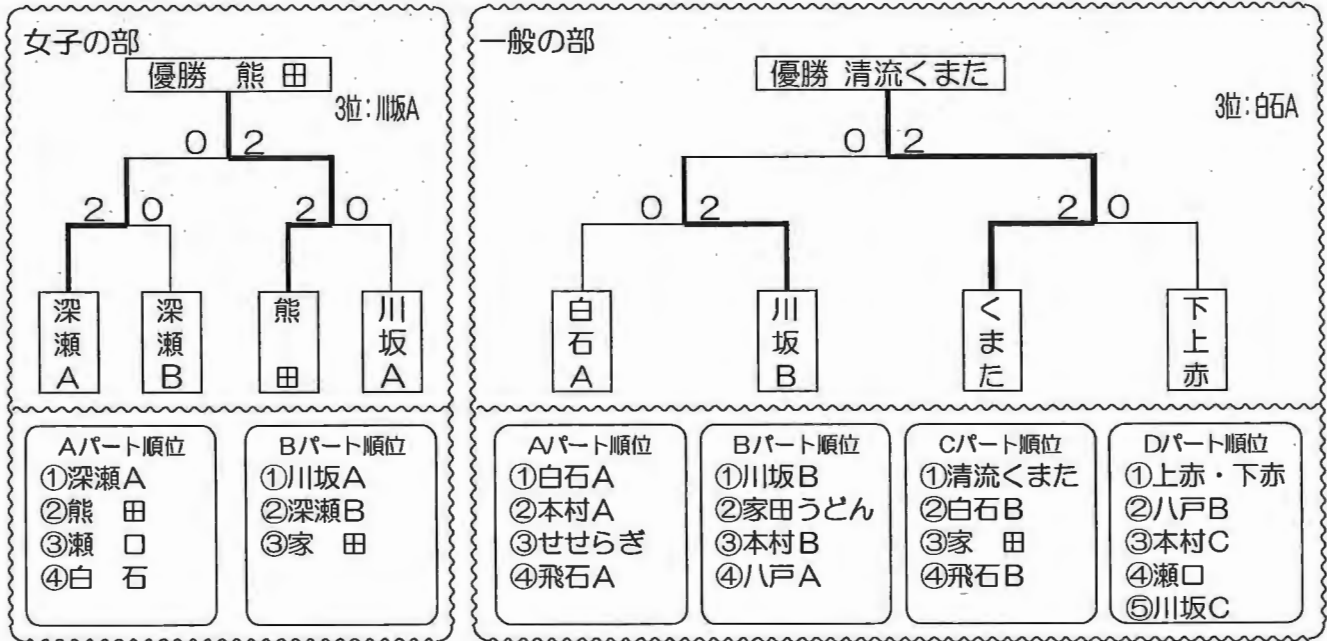 女子の部
優勝 熊 田
3位:川坂A
0 2
2 0
2 0
深瀬A
深瀬B
熊 田
川坂A
Aパート順位
①深瀬A
②熊 田
③瀬 口
④白 石
Bパート順位
①川坂A
②深瀬B
③家 田
一般の部
優勝 清流くまた
3位:白石A
0 2
0 2
2 0
白石A
川坂B
くまた
下上赤
Aパート順位
①白石A
②本村A
③せせらぎ
④飛石A
Bパート順位
①川坂B
②家田うどん
③本村B
④八戸A
Cパート順位
①清流くまた
②白石B
③家 田
④飛石B
Dパート順位
①上赤・下赤
②八戸B
③本村C
④瀬口
⑤川坂C